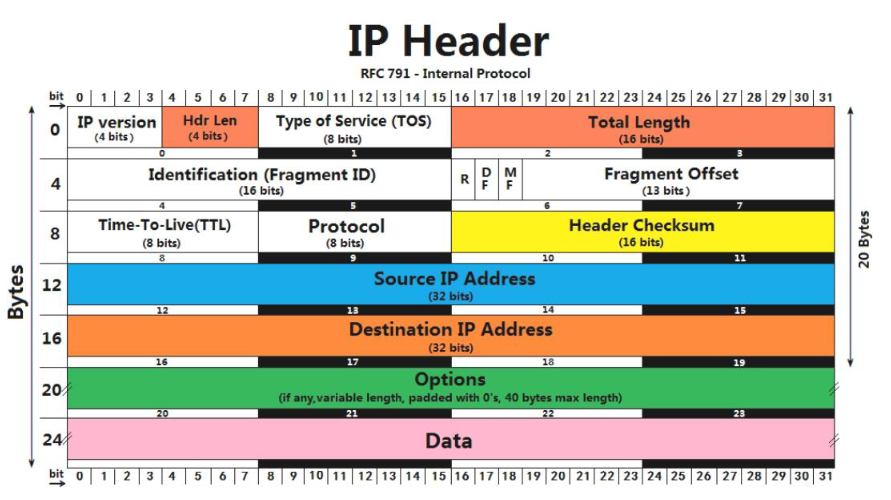 IP Header
RFC 791 - Internal Protocol
bit 0 1 2 3 4 5 6 7 8 9 10 11 12 13 14 15 16 17 18 19 20 21 22 23 24 25 26 27 28 29 30 31
0 IP version Hdr Len Type of Service (TOS) Total Length
(4 bits) (4 bits) (8 bits) (16 bits)
0 1 2 3
4 Identification (Fragment ID) R DF MF Fragment Offset
(16 bits) (13 bits)
4 5 6 7
8 Time-To-Live(TTL) Protocol Header Checksum
(8 bits) (8 bits) (16 bits)
8 9 10 11
12 Source IP Address
(32 bits)
12 13 14 15
16 Destination IP Address
(32 bits)
16 17 18 19
20 Options
(if any,variable length, padded with 0's, 40 bytes max length)
20 21 22 23
24 Data
bit 0 1 2 3 4 5 6 7 8 9 10 11 12 13 14 15 16 17 18 19 20 21 22 23 24 25 26 27 28 29 30 31
Bytes
20 Bytes